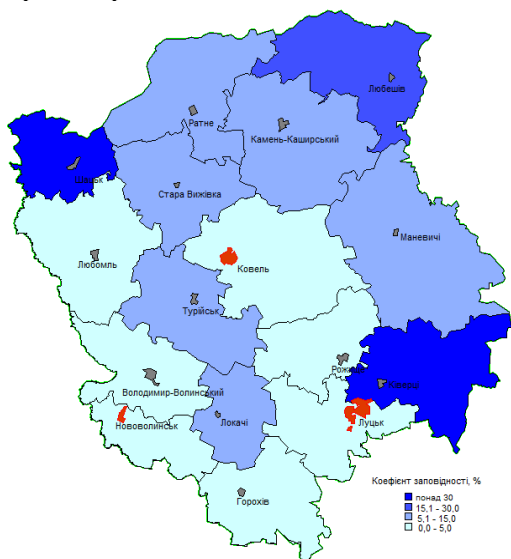 Любешів
Ратне
Камень-Каширський
Шацьк
Стара Вижівка
Маневичі
Любомль
Ковель
Турійськ
Рожище
Ківерці
Володимир-Волинський
Нововолинськ
Локачі
Луцьк
Горохів
Коефієнт заповідності, %
понад 30
15,1 - 30,0
5,1 - 15,0
0,0 - 5,0